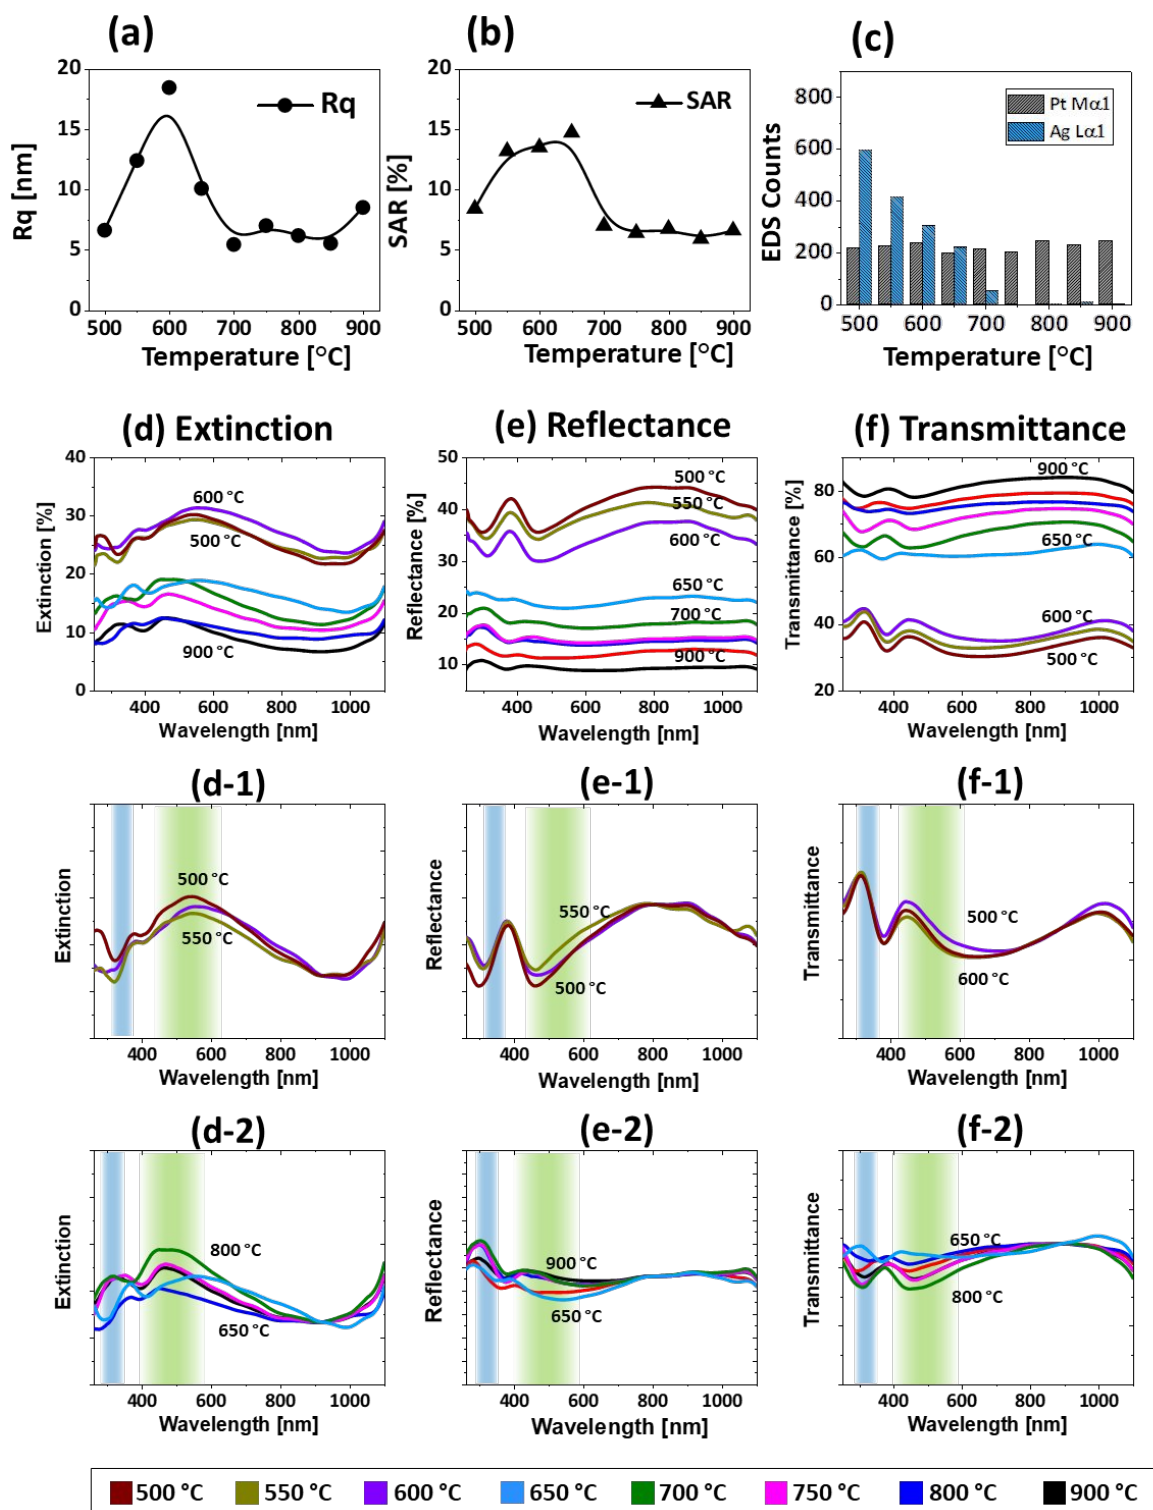 (a)
(b)
(c)
20
15
10
5
0
Rq [nm]
Rq
500 600 700 800 900
Temperature [°C]
20
15
10
5
0
SAR [%]
SAR
500 600 700 800 900
Temperature [°C]
800
600
400
200
0
EDS Counts
Pt Mα1
Ag Lα1
500 600 700 800 900
Temperature [°C]
(d) Extinction
(e) Reflectance
(f) Transmittance
40
30
20
10
0
Extinction [%]
600 °C
500 °C
900 °C
400 600 800 1000
Wavelength [nm]
50
40
30
20
10
Reflectance [%]
500 °C
550 °C
600 °C
650 °C
700 °C
900 °C
400 600 800 1000
Wavelength [nm]
80
60
40
20
Transmittance [%]
900 °C
650 °C
600 °C
500 °C
400 600 800 1000
Wavelength [nm]
(d-1)
(e-1)
(f-1)
Extinction
500 °C
550 °C
400 600 800 1000
Wavelength [nm]
Reflectance
550 °C
500 °C
400 600 800 1000
Wavelength [nm]
Transmittance
500 °C
600 °C
400 600 800 1000
Wavelength [nm]
(d-2)
(e-2)
(f-2)
Extinction
800 °C
650 °C
400 600 800 1000
Wavelength [nm]
Reflectance
900 °C
650 °C
400 600 800 1000
Wavelength [nm]
Transmittance
650 °C
800 °C
400 600 800 1000
Wavelength [nm]
500 °C 550 °C 600 °C 650 °C 700 °C 750 °C 800 °C 900 °C